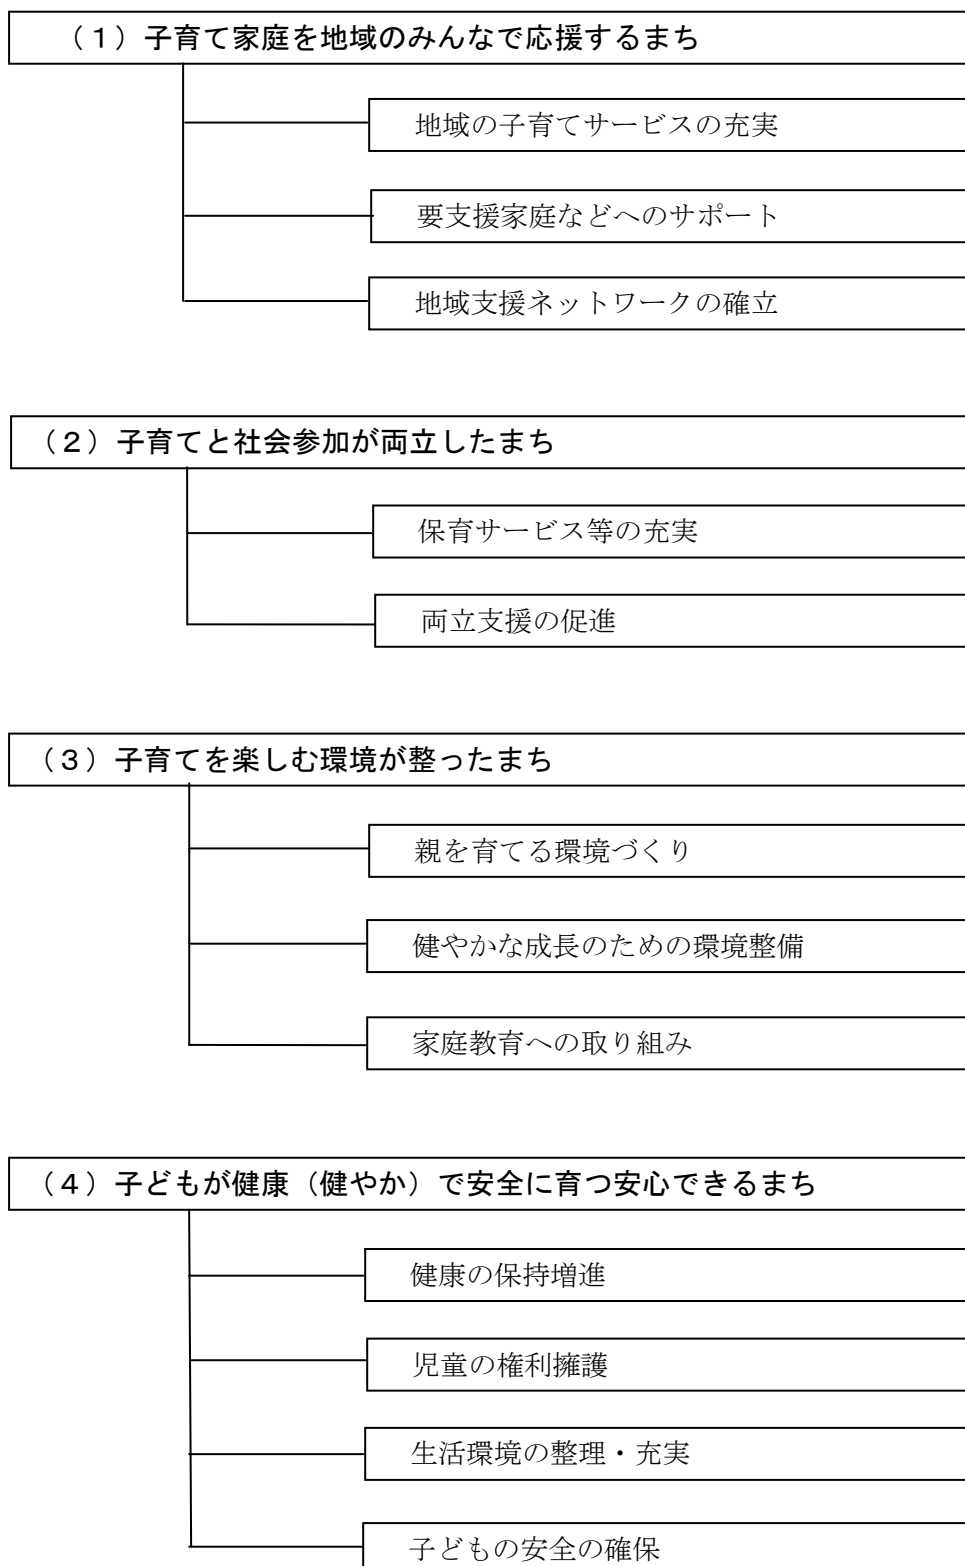 （１）子育て家庭を地域のみんなで応援するまち
地域の子育てサービスの充実
要支援家庭などへのサポート
地域支援ネットワークの確立
（２）子育てと社会参加が両立したまち
保育サービス等の充実
両立支援の促進
（３）子育てを楽しむ環境が整ったまち
親を育てる環境づくり
健やかな成長のための環境整備
家庭教育への取り組み
（４）子どもが健康（健やか）で安全に育つ安心できるまち
健康の保持増進
児童の権利擁護
生活環境の整理・充実
子どもの安全の確保